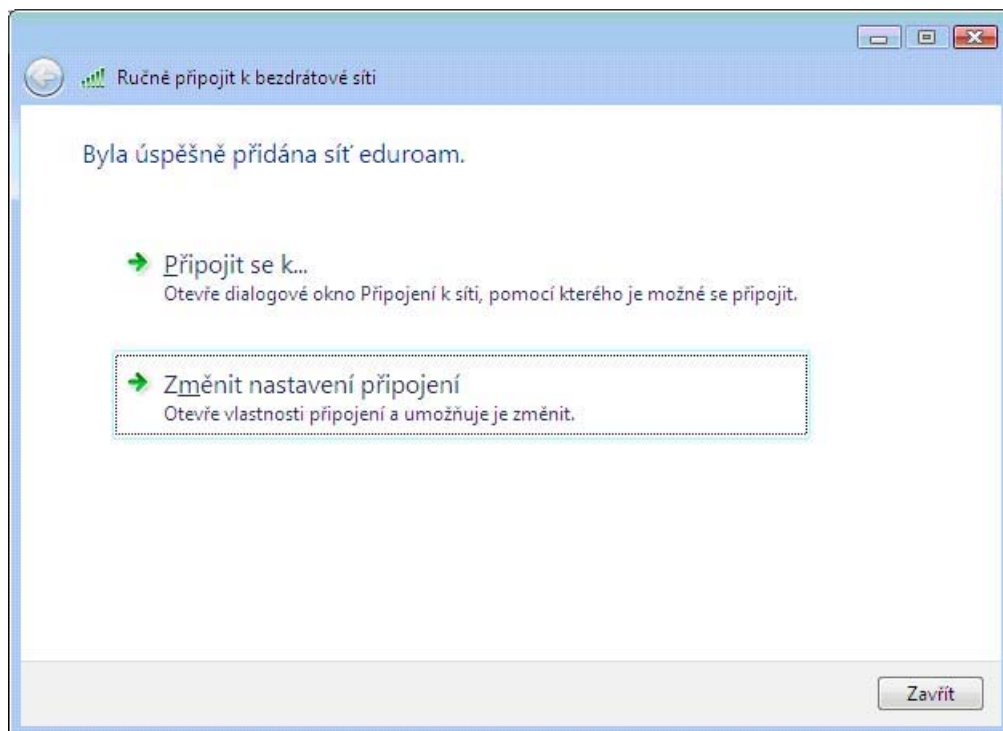 Ručně připojit k bezdrátové síti
Byla úspěšně přidána síť eduroam.
Připojit se k...
Otevře dialogové okno Připojení k síti, pomocí kterého je možné se připojit.
Změnit nastavení připojení
Otevře vlastnosti připojení a umožňuje je změnit.
Zavřít